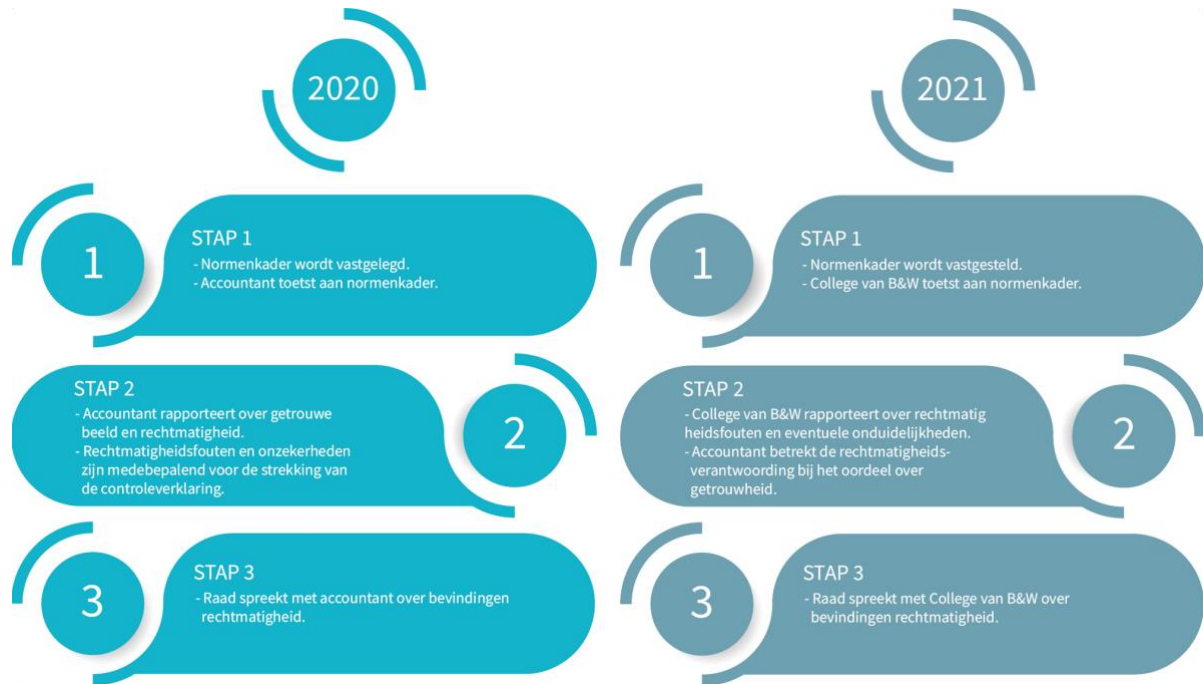 2020
1
STAP 1
- Normenkader wordt vastgelegd.
- Accountant toetst aan normenkader.
STAP 2
- Accountant rapporteert over getrouwe
beeld en rechtmatigheid.
- Rechtmatigheidsfouten en onzekerheden
zijn medebepalend voor de strekking van
de controleverklaring.
2
3
STAP 3
- Raad spreekt met accountant over bevindingen
rechtmatigheid.
2021
1
STAP 1
- Normenkader wordt vastgesteld.
- College van B&W toetst aan normenkader.
STAP 2
- College van B&W rapporteert over rechtmatig
heidsfouten en eventuele onduidelijkheden.
- Accountant betrekt de rechtmatigheids-
verantwoording bij het oordeel over
getrouwheid.
2
3
STAP 3
- Raad spreekt met College van B&W over
bevindingen rechtmatigheid.